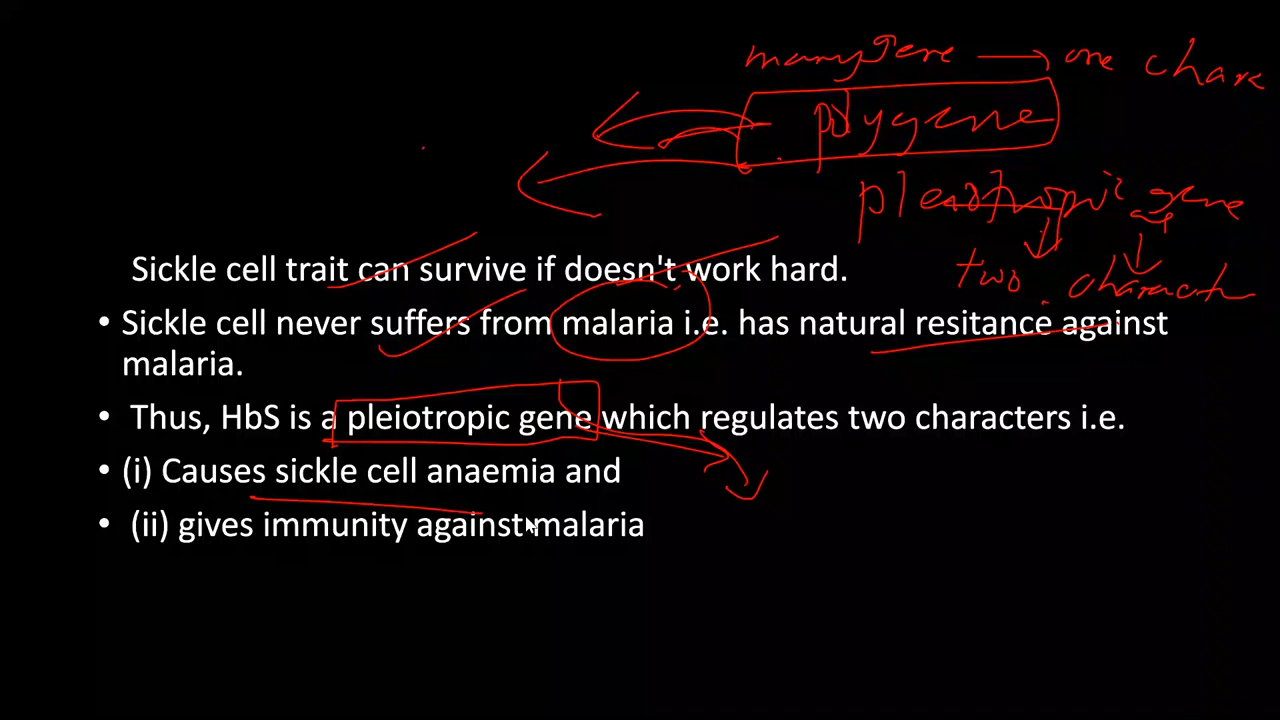 many gene → one chara
polygene
pleiotropic gene
two character
Sickle cell trait can survive if doesn't work hard.
• Sickle cell never suffers from malaria i.e. has natural resitance against
malaria.
• Thus, HbS is a pleiotropic gene which regulates two characters i.e.
• (i) Causes sickle cell anaemia and
• (ii) gives immunity against malaria